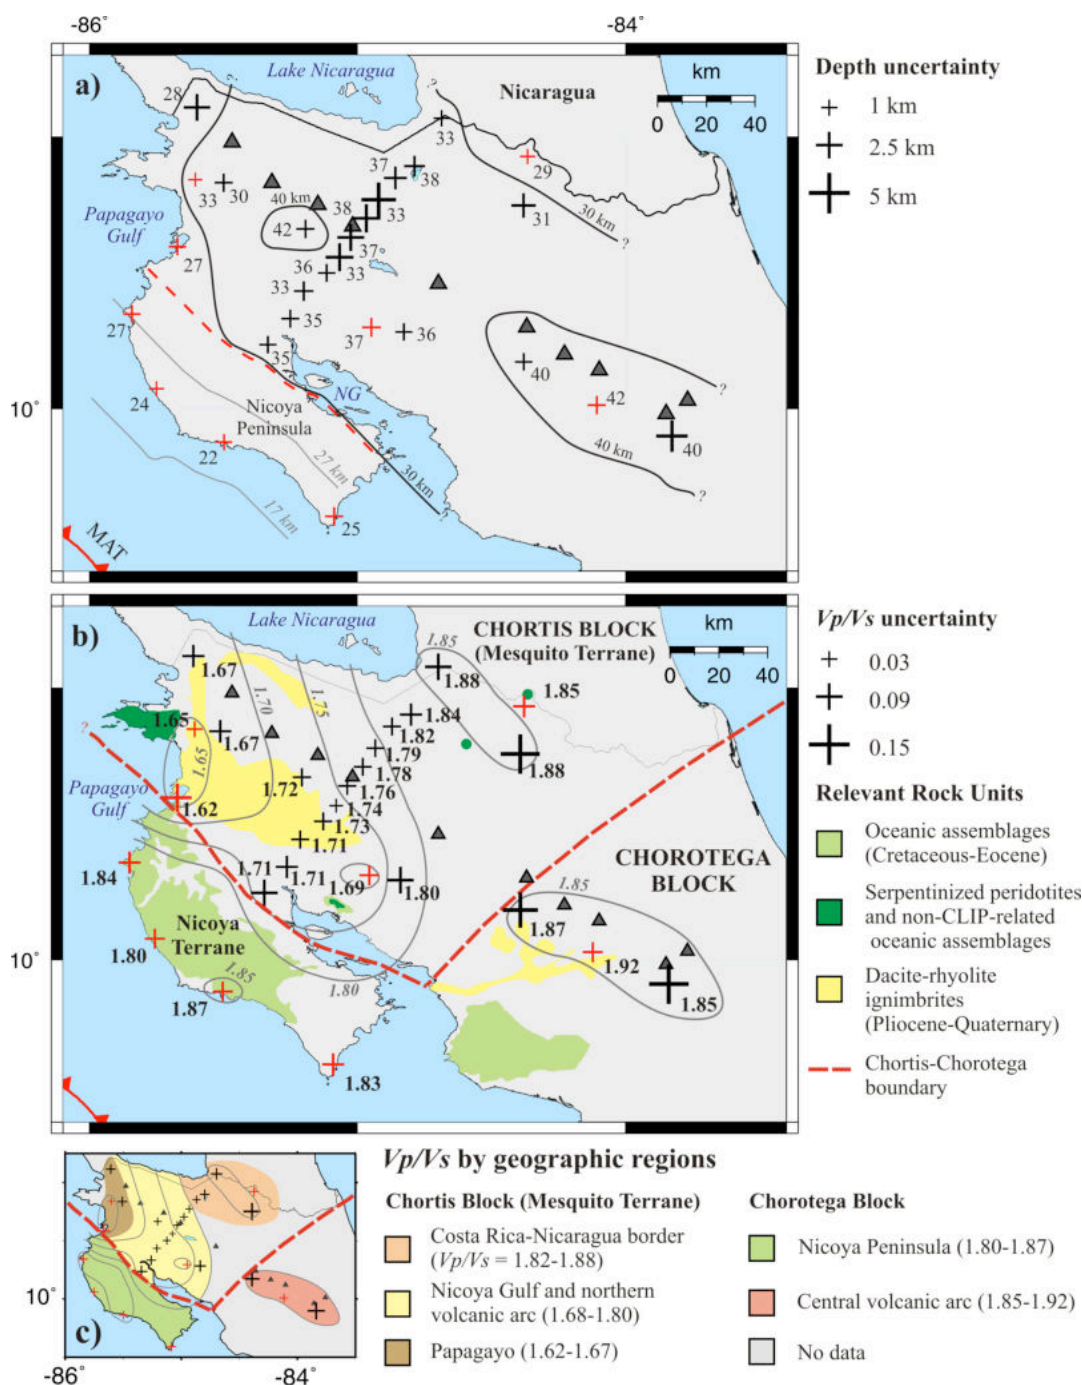 -86°
-84°
a)
Lake Nicaragua
Nicaragua
km
0 20 40
Depth uncertainty
1 km
2.5 km
5 km
?
?
28
33
29
37
38
33
30
31
38
33
40 km
42
30 km
?
Papagayo
Gulf
27
37
36
33
33
27
35
37
36
35
40
42
?
24
NG
10°
Nicoya
Peninsula
22
40
27 km
30 km
40 km
17 km
?
?
25
MAT
b)
Lake Nicaragua
CHORTIS BLOCK
(Mesquito Terrane)
km
0 20 40
Vp/Vs uncertainty
0.03
0.09
0.15
1.85
1.67
1.88
1.85
1.70
1.75
1.65
1.84
1.82
?
1.67
1.79
1.65
1.78
1.88
1.72
1.76
Papagayo
Gulf
1.62
1.74
1.73
1.71
CHOROTEGA
BLOCK
1.84
1.71
1.71
1.69
1.80
1.85
1.87
Nicoya
Terrane
1.80
1.92
10°
1.85
1.80
1.87
1.85
1.83
Relevant Rock Units
Oceanic assemblages
(Cretaceous-Eocene)
Serpentinized peridotites
and non-CLIP-related
oceanic assemblages
Dacite-rhyolite
ignimbrites
(Pliocene-Quaternary)
Chortis-Chorotega
boundary
c)
10°
-86°
-84°
Vp/Vs by geographic regions
Chortis Block (Mesquito Terrane)
Costa Rica-Nicaragua border
(Vp/Vs = 1.82-1.88)
Nicoya Gulf and northern
volcanic arc (1.68-1.80)
Papagayo (1.62-1.67)
Chorotega Block
Nicoya Peninsula (1.80-1.87)
Central volcanic arc (1.85-1.92)
No data